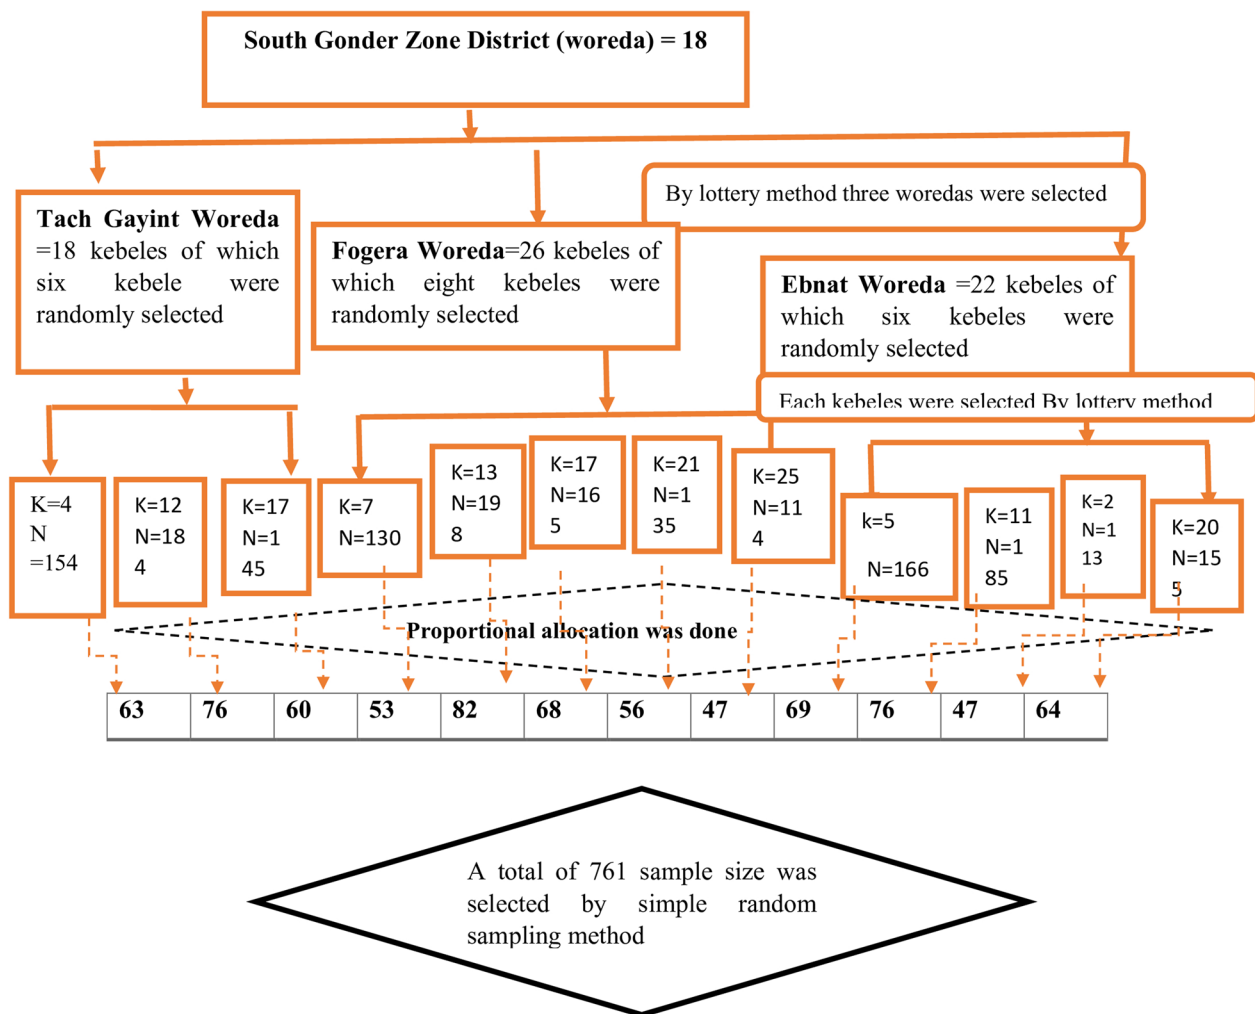 South Gonder Zone District (woreda) = 18
By lottery method three woredas were selected
Tach Gayint Woreda
=18 kebeles of which
six kebele were
randomly selected
Fogera Woreda=26 kebeles of
which eight kebeles were
randomly selected
Ebnat Woreda =22 kebeles of
which six kebeles were
randomly selected
Each kebeles were selected By lottery method
K=4
N
=154
K=12
N=18
4
K=17
N=1
45
K=7
N=130
K=13
N=19
8
K=17
N=16
5
K=21
N=1
35
K=25
N=11
4
k=5
N=166
K=11
N=1
85
K=2
N=1
13
K=20
N=15
5
Proportional allocation was done
63 76 60 53 82 68 56 47 69 76 47 64
A total of 761 sample size was
selected by simple random
sampling method